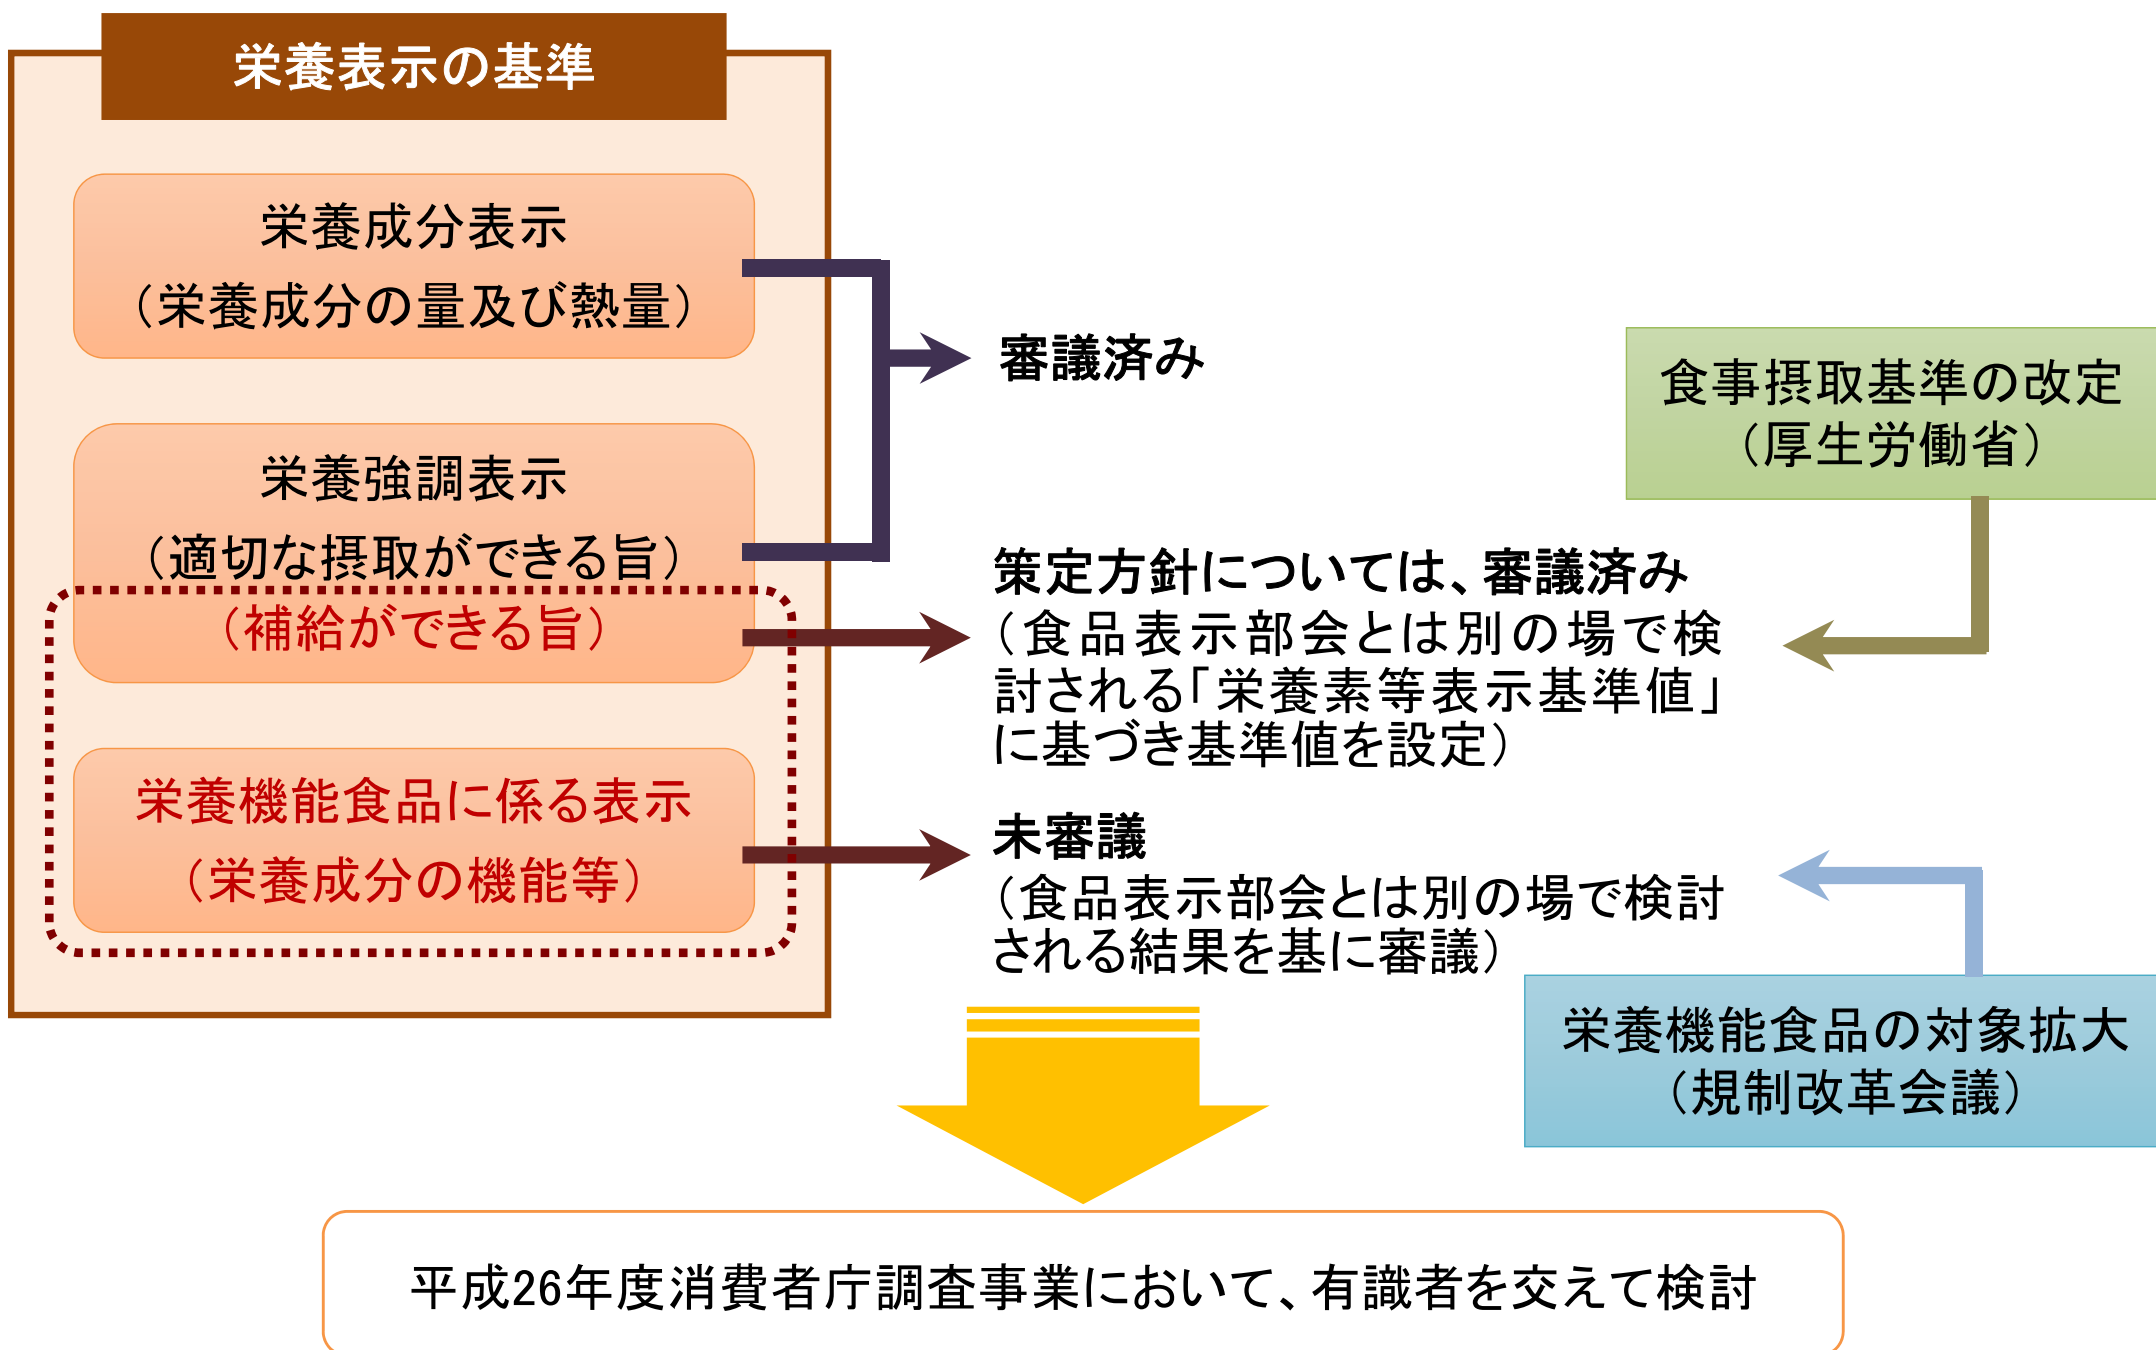 栄養表示の基準
栄養成分表示
（栄養成分の量及び熱量）
栄養強調表示
（適切な摂取ができる旨）
（補給ができる旨）
栄養機能食品に係る表示
（栄養成分の機能等）
審議済み
策定方針については、審議済み
（食品表示部会とは別の場で検
討される「栄養素等表示基準値」
に基づき基準値を設定）
未審議
（食品表示部会とは別の場で検討
される結果を基に審議）
食事摂取基準の改定
（厚生労働省）
栄養機能食品の対象拡大
（規制改革会議）
平成26年度消費者庁調査事業において、有識者を交えて検討